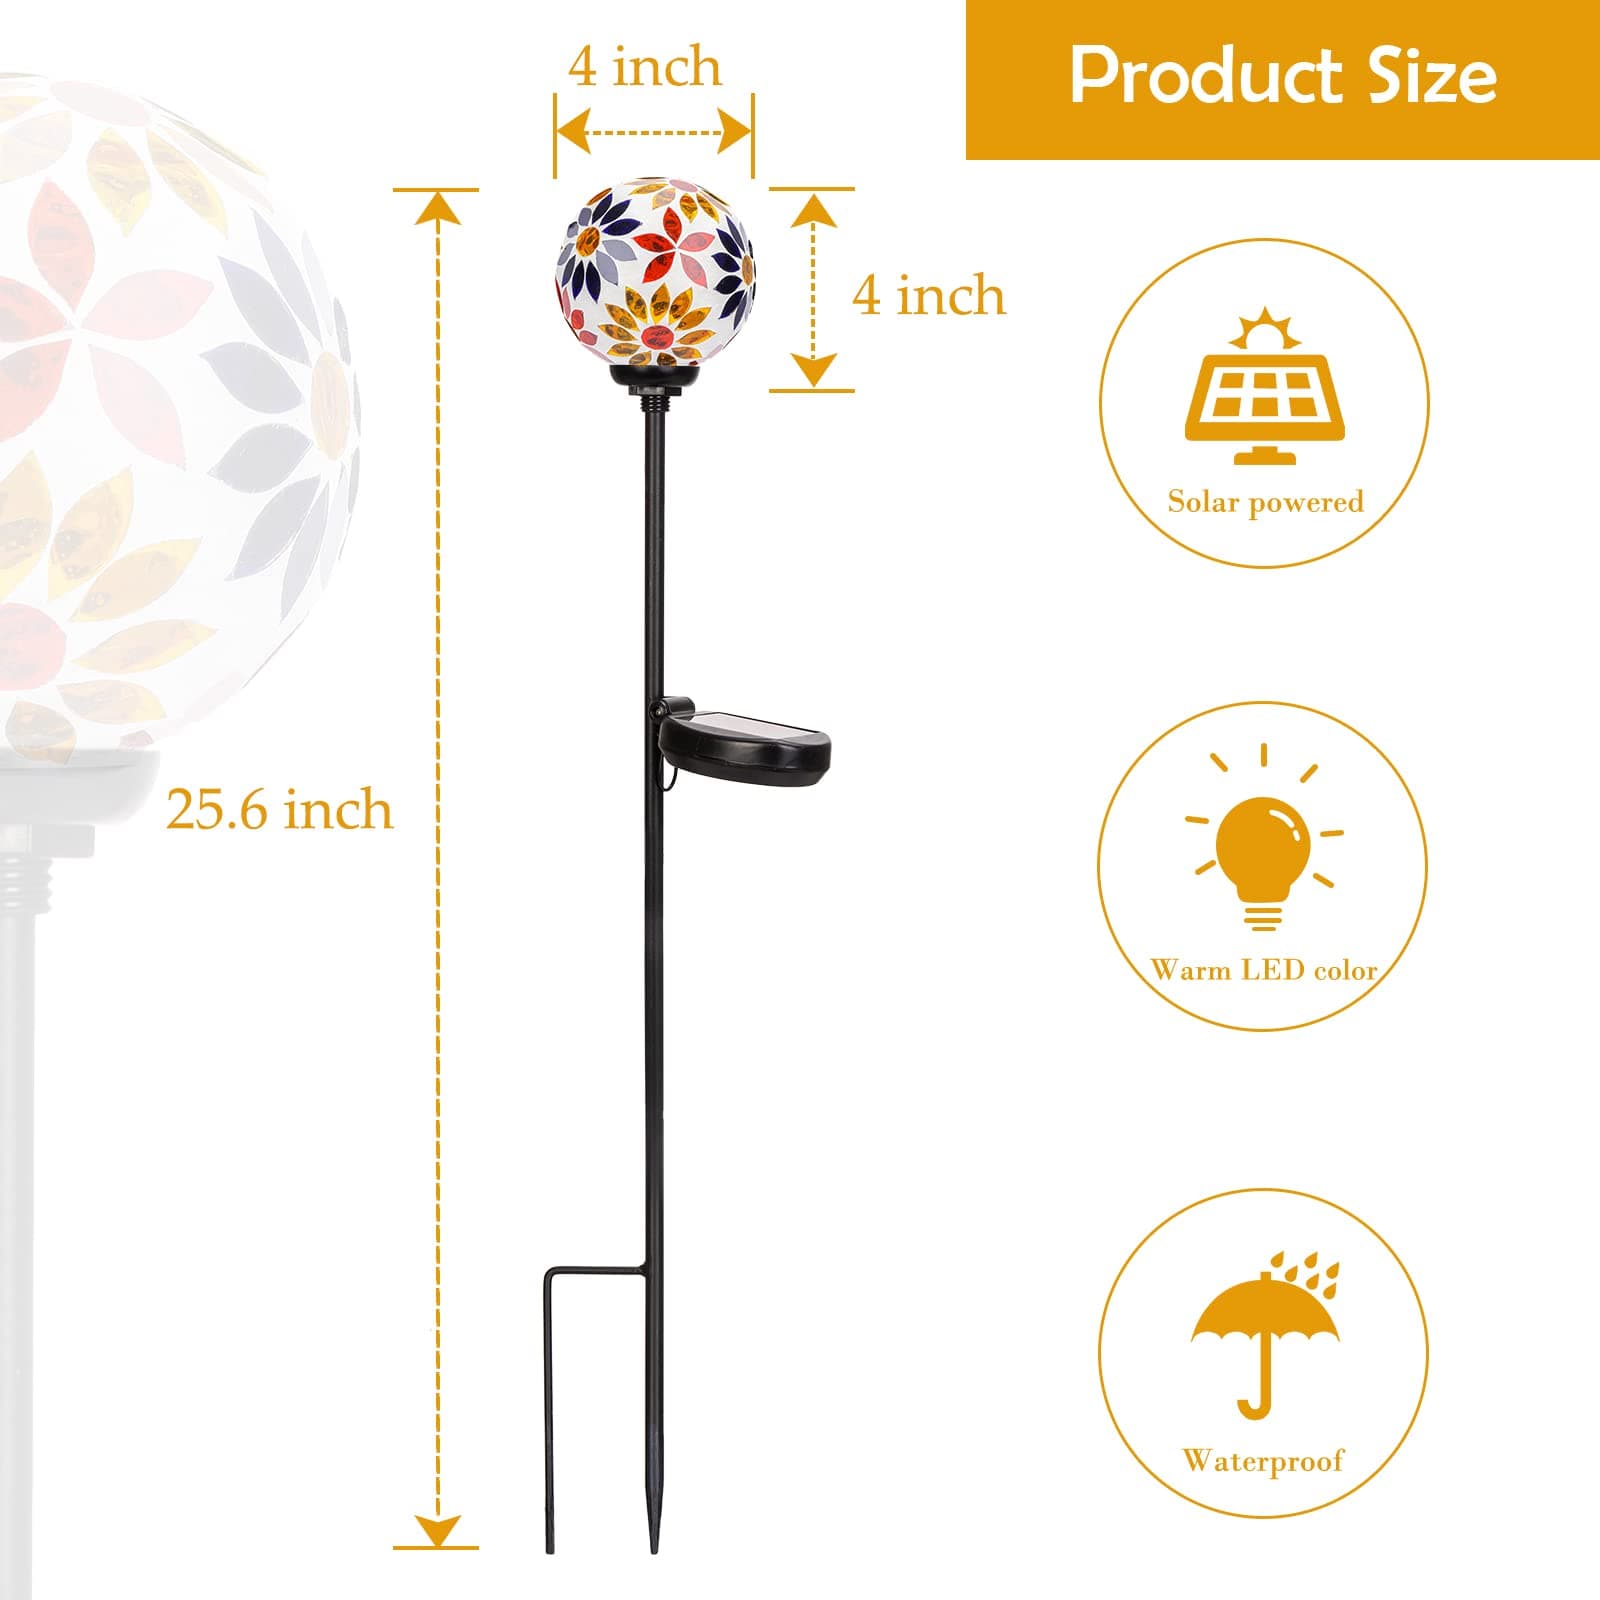 Product Size
4 inch
4 inch
25.6 inch
Solar powered
Warm LED color
Waterproof